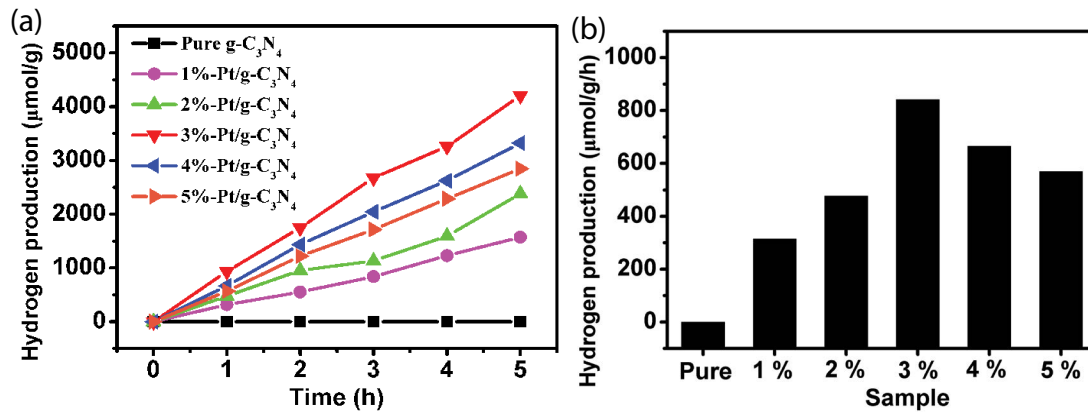 (a)
Hydrogen production (μmol/g)
5000
4000
3000
2000
1000
0
Pure g-C₃N₄
1%-Pt/g-C₃N₄
2%-Pt/g-C₃N₄
3%-Pt/g-C₃N₄
4%-Pt/g-C₃N₄
5%-Pt/g-C₃N₄
0 1 2 3 4 5
Time (h)
(b)
Hydrogen production (μmol/g/h)
1000
800
600
400
200
0
Pure 1 % 2 % 3 % 4 % 5 %
Sample